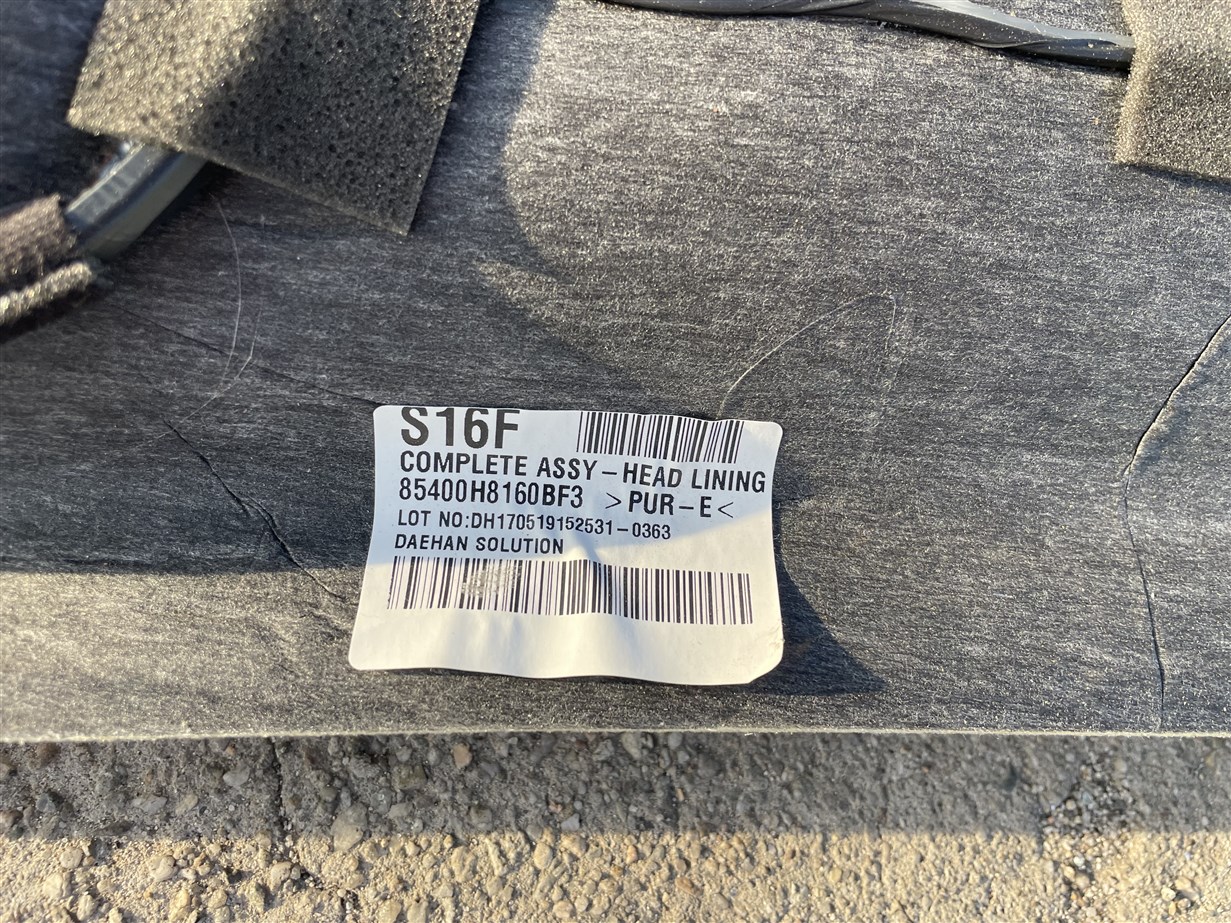 S16F
COMPLETE ASSY-HEAD LINING
85400H8160BF3 >PUR-E<
LOT NO:DH170519152531-0363
DAEHAN SOLUTION